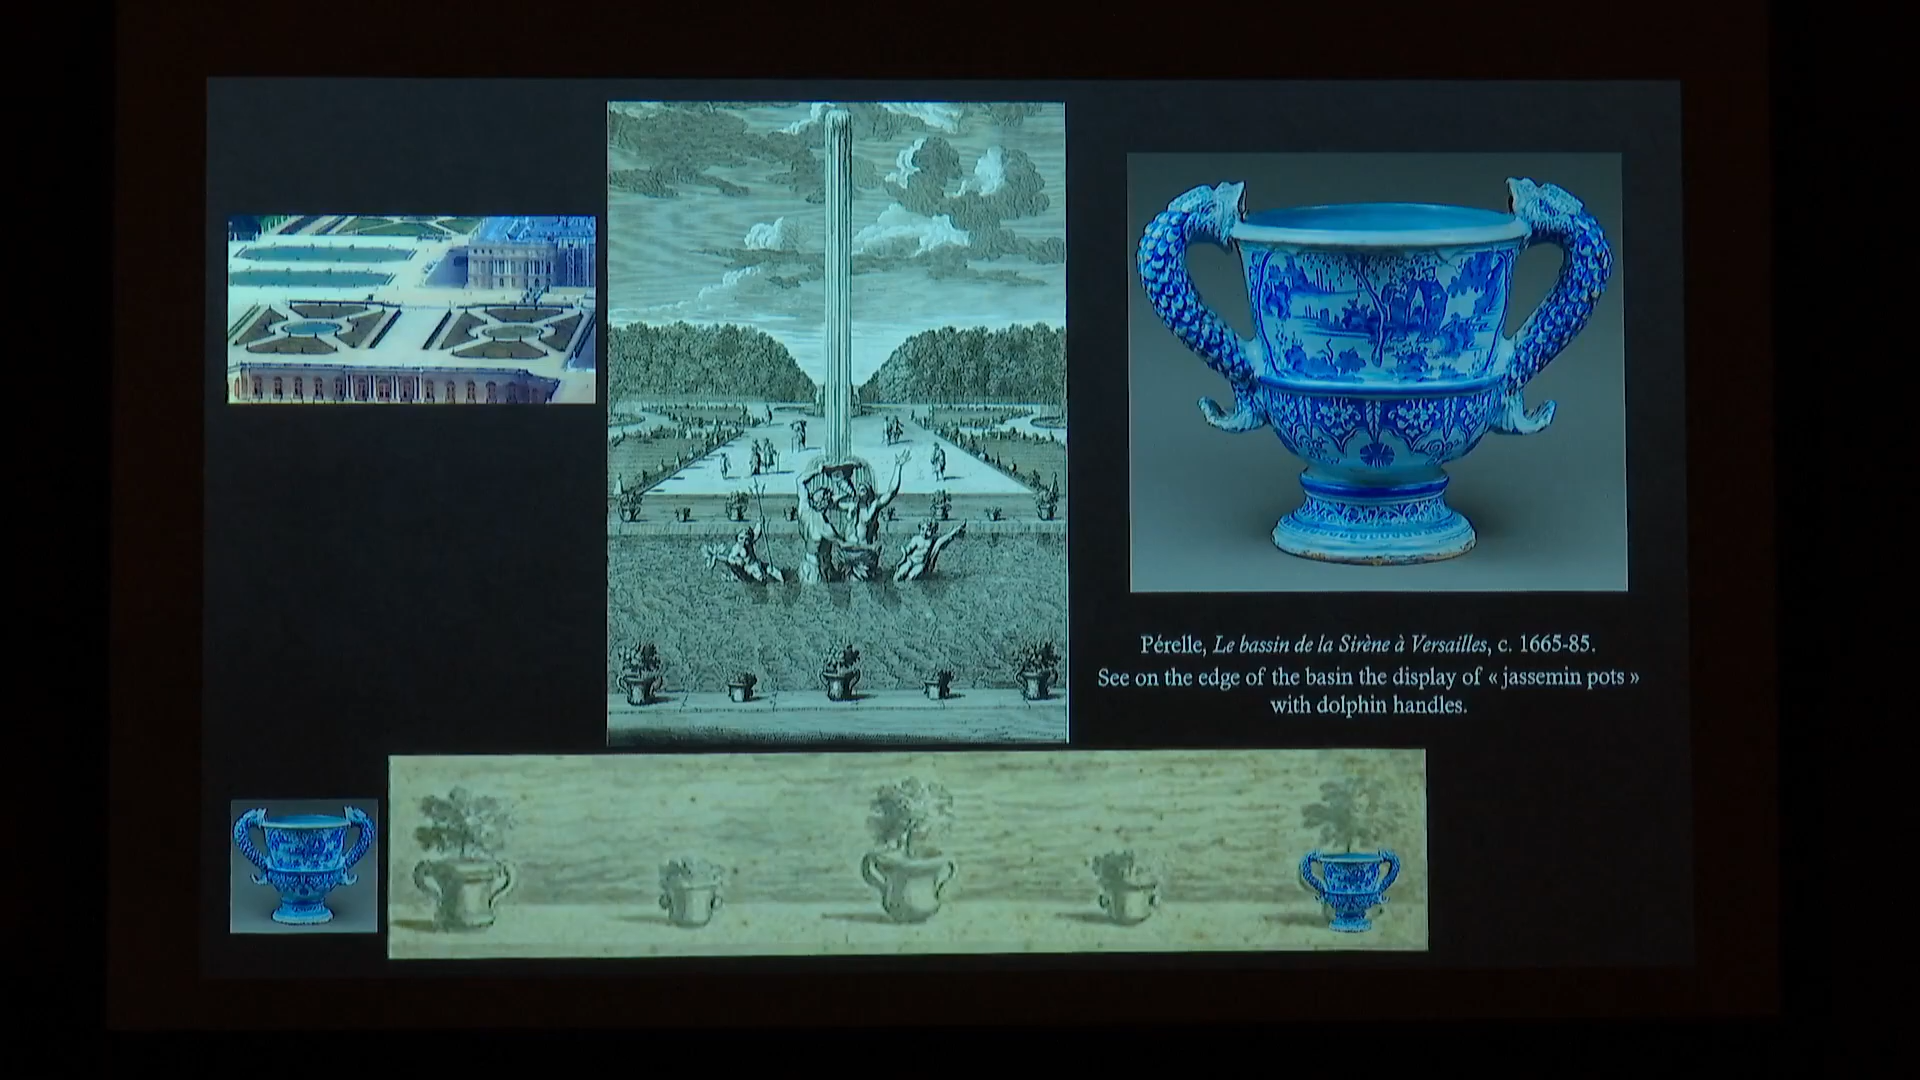 Pérelle, Le bassin de la Sirène à Versailles, c. 1665-85.
See on the edge of the basin the display of « jassemin pots »
with dolphin handles.